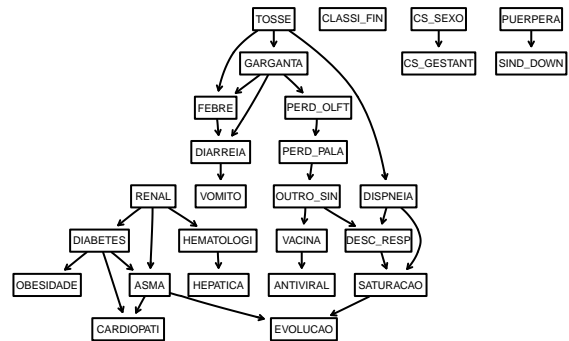 TOSSE CLASSI_FIN CS_SEXO PUERPERA
GARGANTA CS_GESTANT SIND_DOWN
FEBRE PERD_OLFT
DIARREIA PERD_PALA
RENAL VOMITO OUTRO_SIN DISPNEIA
DIABETES HEMATOLOGI VACINA DESC_RESP
OBESIDADE ASMA HEPATICA ANTIVIRAL SATURACAO
CARDIOPATI EVOLUCAO